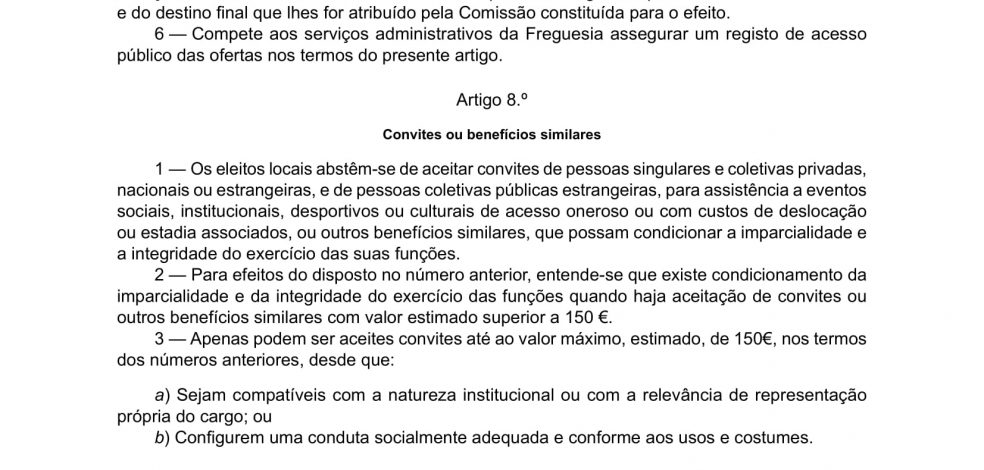 e do destino final que lhes for atribuído pela Comissão constituída para o efeito.
6 — Compete aos serviços administrativos da Freguesia assegurar um registo de acesso
público das ofertas nos termos do presente artigo.
Artigo 8.º
Convites ou benefícios similares
1 — Os eleitos locais abstêm-se de aceitar convites de pessoas singulares e coletivas privadas,
nacionais ou estrangeiras, e de pessoas coletivas públicas estrangeiras, para assistência a eventos
sociais, institucionais, desportivos ou culturais de acesso oneroso ou com custos de deslocação
ou estadia associados, ou outros benefícios similares, que possam condicionar a imparcialidade e
a integridade do exercício das suas funções.
2 — Para efeitos do disposto no número anterior, entende-se que existe condicionamento da
imparcialidade e da integridade do exercício das funções quando haja aceitação de convites ou
outros benefícios similares com valor estimado superior a 150 €.
3 — Apenas podem ser aceites convites até ao valor máximo, estimado, de 150€, nos termos
dos números anteriores, desde que:
a) Sejam compatíveis com a natureza institucional ou com a relevância de representação
própria do cargo; ou
b) Configurem uma conduta socialmente adequada e conforme aos usos e costumes.